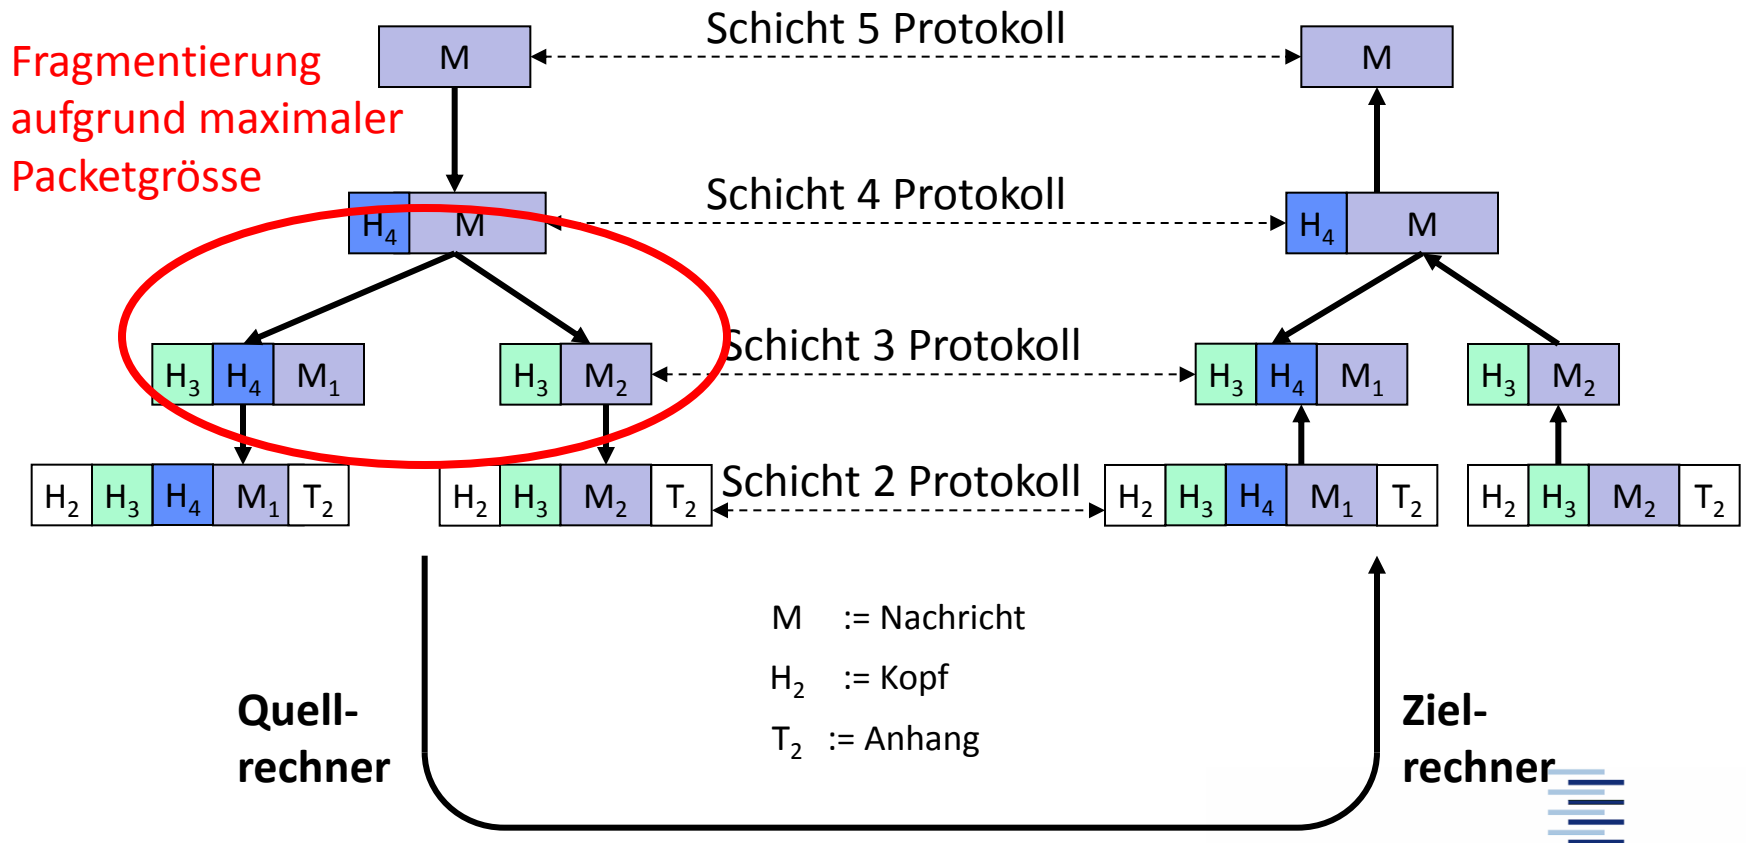 Fragmentierung
aufgrund maximaler
Packetgrösse
M
Schicht 5 Protokoll
M
H4 M
Schicht 4 Protokoll
H4 M
H3 H4 M1
H3 M2
Schicht 3 Protokoll
H3 H4 M1
H3 M2
H2 H3 H4 M1 T2
H2 H3 M2 T2
Schicht 2 Protokoll
H2 H3 H4 M1 T2
H2 H3 M2 T2
M := Nachricht
H2 := Kopf
T2 := Anhang
Quell-
rechner
Ziel-
rechner